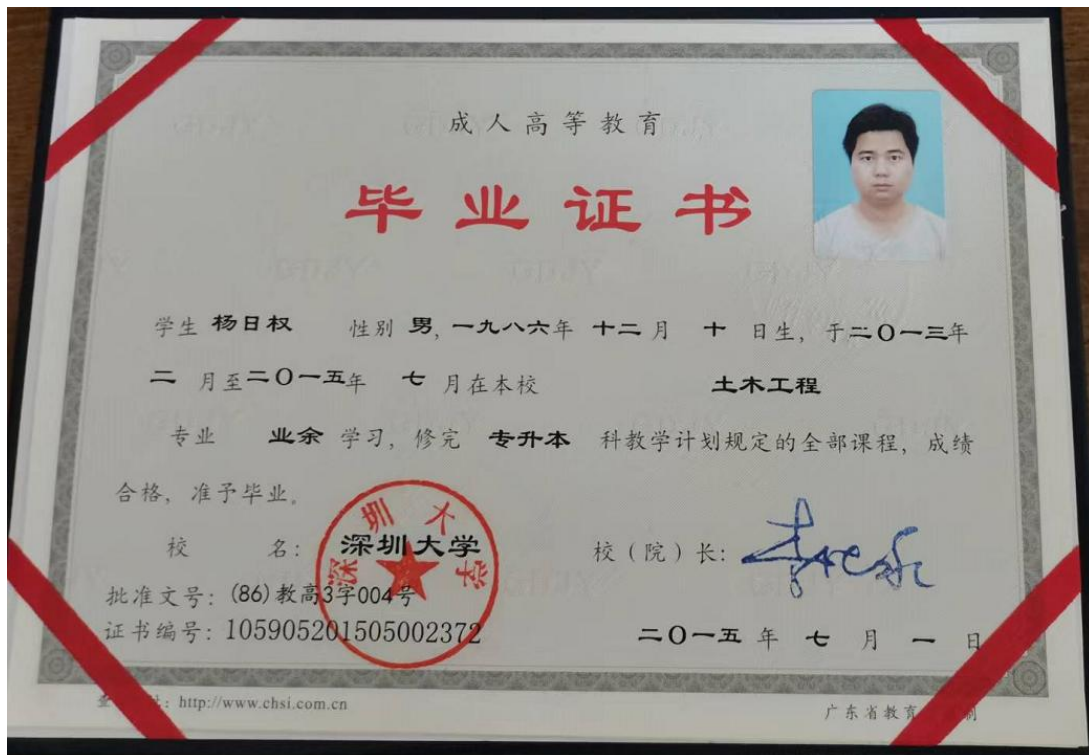 成人高等教育
毕业证书
学生 杨日权 性别 男, 一九八六年 十二月 十 日生, 于二〇一三年
二 月至二〇一五年 七 月在本校 土木工程
专业 业余 学习, 修完 专升本 科教学计划规定的全部课程, 成绩
合格, 准予毕业。
校 名: 深圳大学 校(院)长:
深圳大学
批准文号: (86)教高3字004号
证书编号: 105905201505002372
二〇一五 年 七 月 一 日
http://www.chsi.com.cn 广东省教育